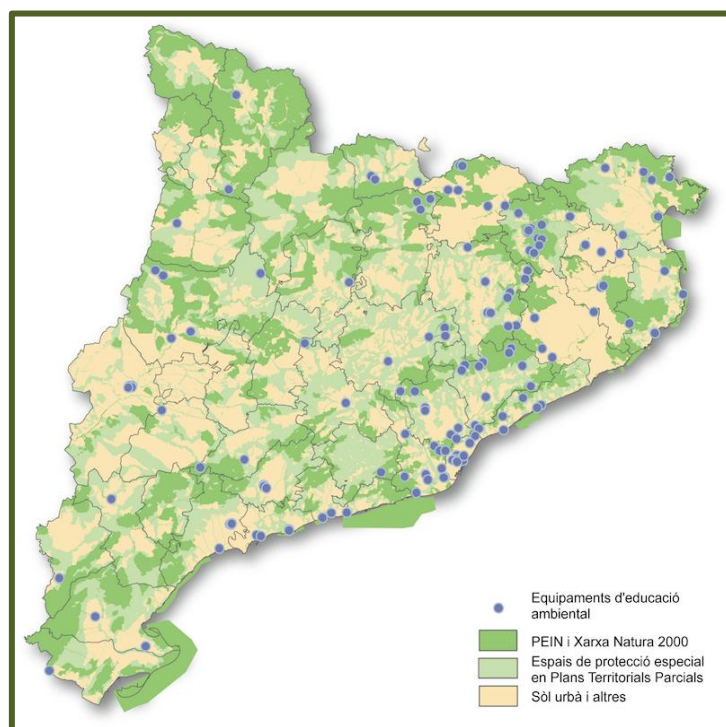 Equipaments d'educació
ambiental
PEIN i Xarxa Natura 2000
Espais de protecció especial
en Plans Territorials Parcials
Sòl urbà i altres